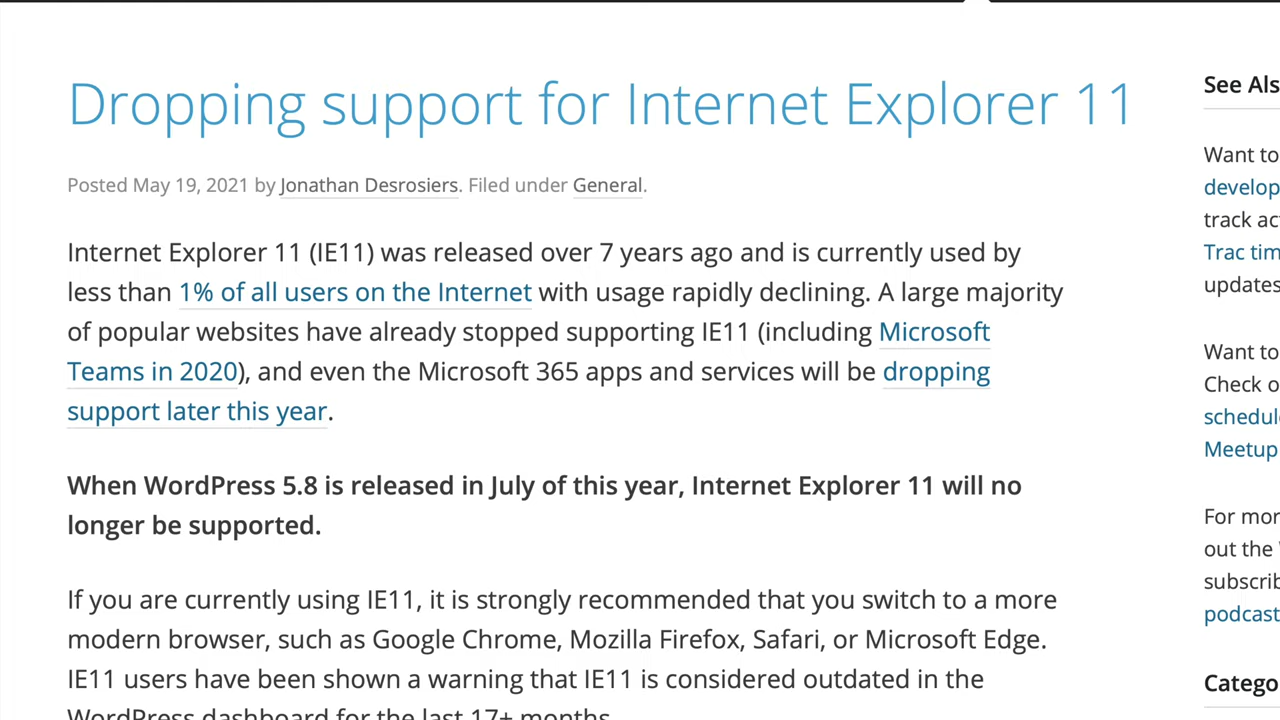 Dropping support for Internet Explorer 11
Posted May 19, 2021 by Jonathan Desrosiers. Filed under General.
Internet Explorer 11 (IE11) was released over 7 years ago and is currently used by
less than 1% of all users on the Internet with usage rapidly declining. A large majority
of popular websites have already stopped supporting IE11 (including Microsoft
Teams in 2020), and even the Microsoft 365 apps and services will be dropping
support later this year.
When WordPress 5.8 is released in July of this year, Internet Explorer 11 will no
longer be supported.
If you are currently using IE11, it is strongly recommended that you switch to a more
modern browser, such as Google Chrome, Mozilla Firefox, Safari, or Microsoft Edge.
IE11 users have been shown a warning that IE11 is considered outdated in the
WordPress dashboard for the last 17+ months.
See Als
Want to
develop
track ac
Trac tim
updates
Want to
Check o
schedul
Meetup
For mor
out the
subscrib
podcast
Catego